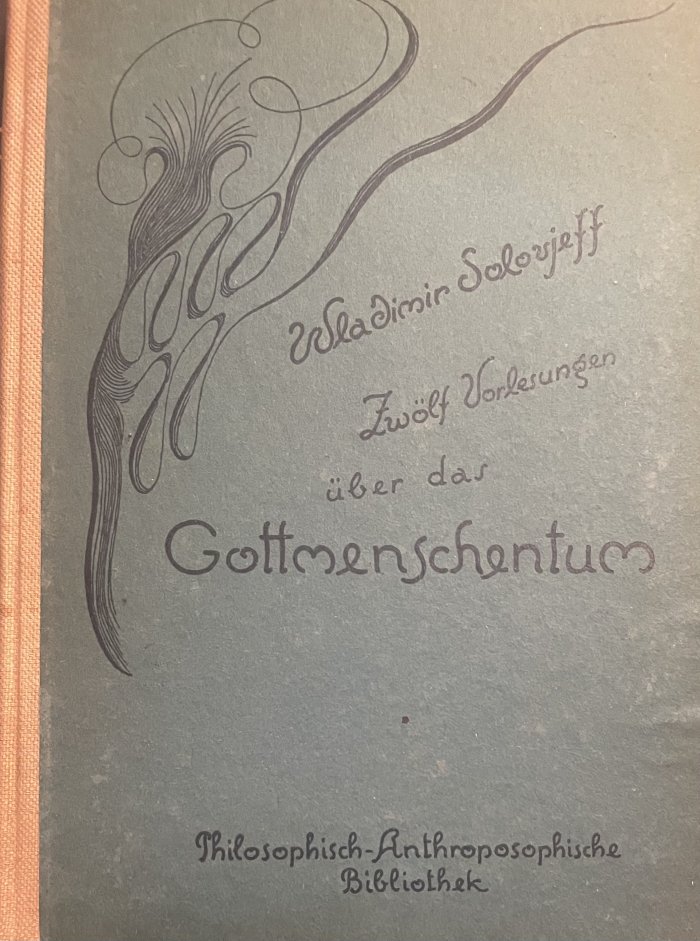 Wladimir Solovjeff
Zwölf Vorlesungen
über das
Gottmenschentum
Philosophisch-Anthroposophische
Bibliothek